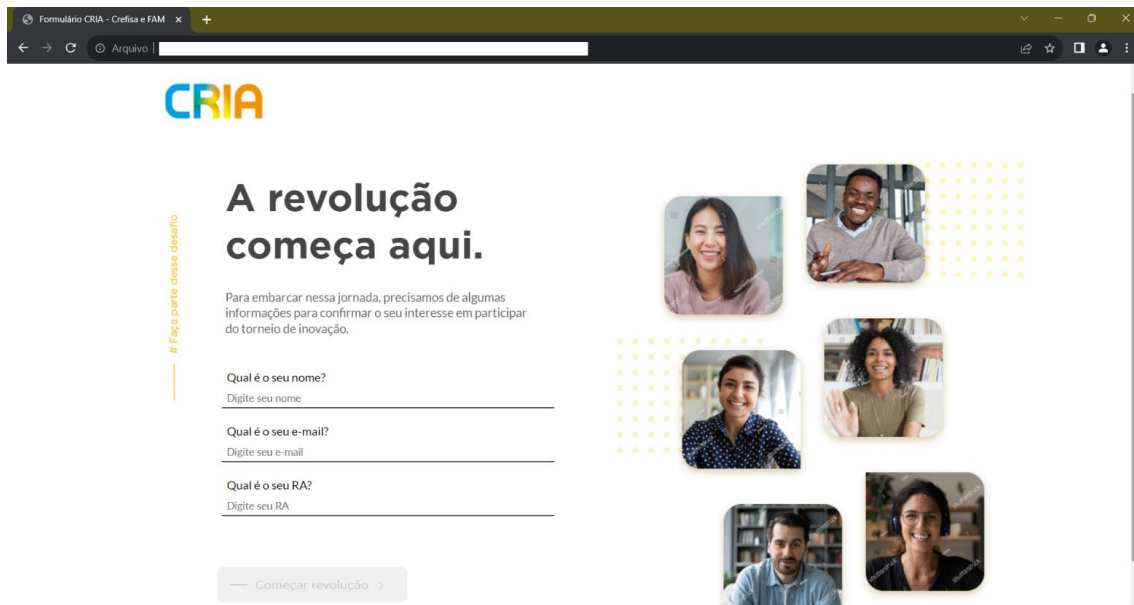 Formulário CRIA - Crefisa e FAM
Arquivo
CRIA
# Faça parte desse desafio
A revolução
começa aqui.
Para embarcar nessa jornada, precisamos de algumas
informações para confirmar o seu interesse em participar
do torneio de inovação.
Qual é o seu nome?
Digite seu nome
Qual é o seu e-mail?
Digite seu e-mail
Qual é o seu RA?
Digite seu RA
Começar revolução >